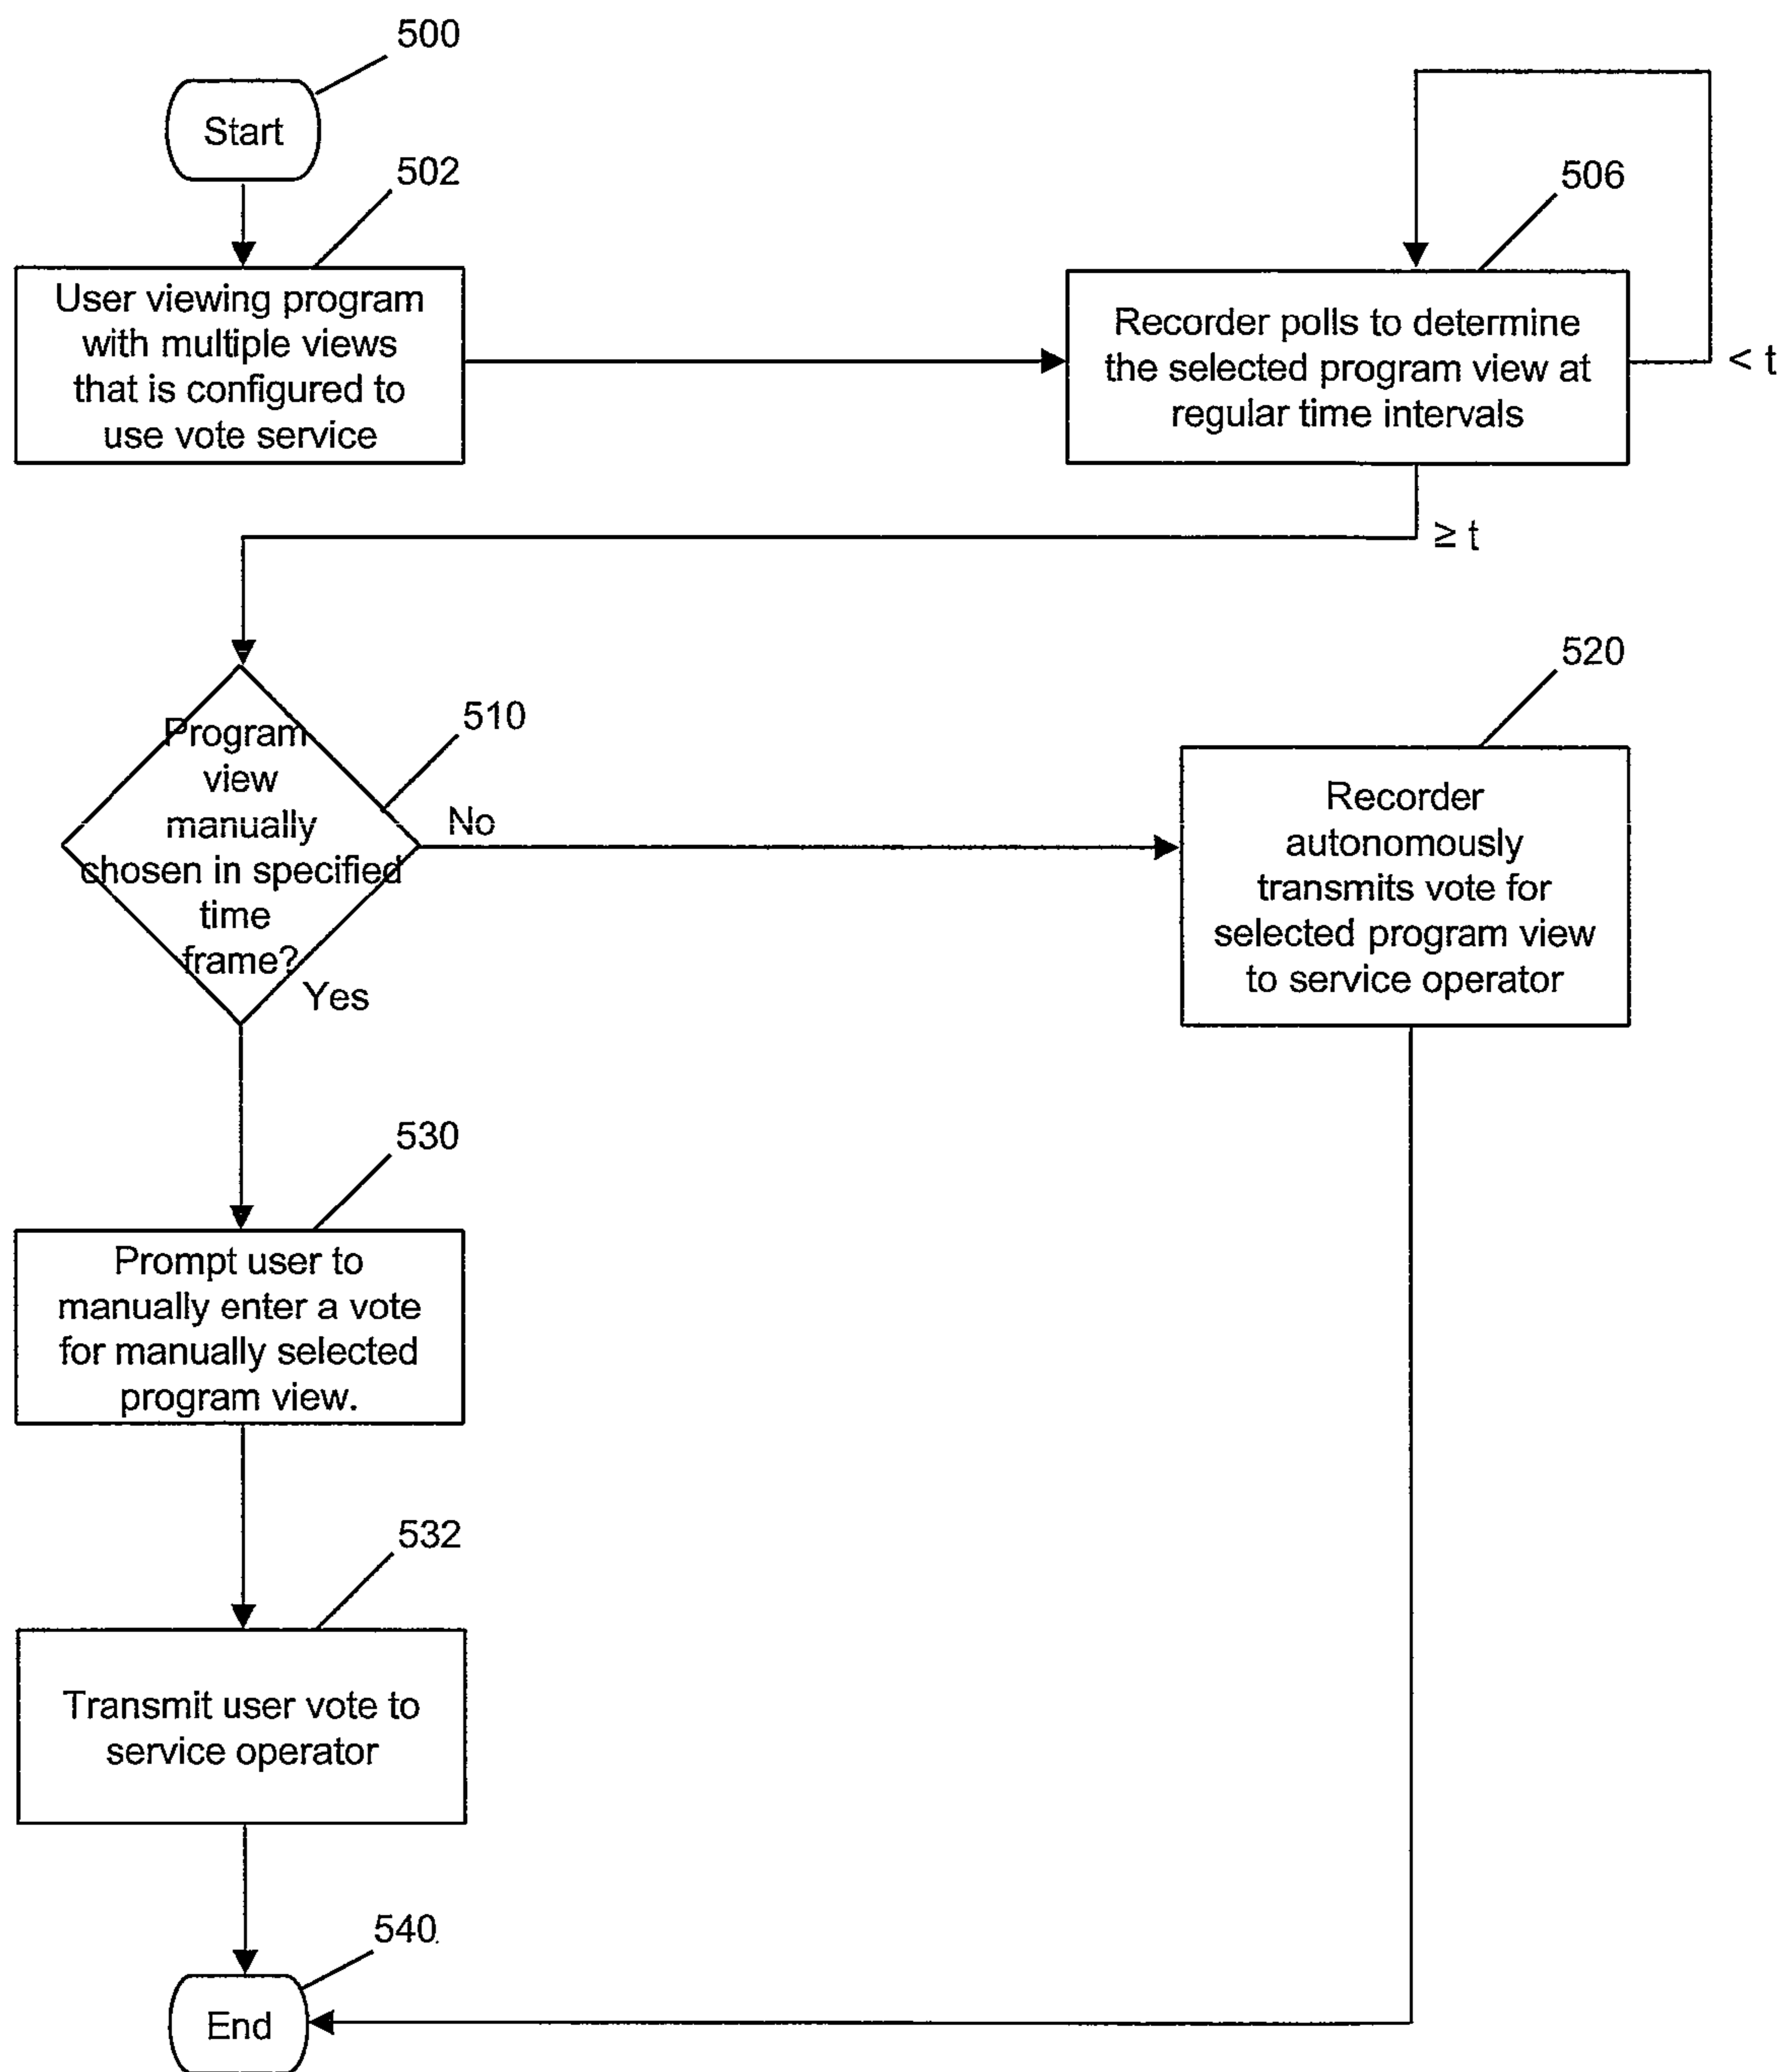 500
Start
502
User viewing program
with multiple views
that is configured to
use vote service
506
Recorder polls to determine
the selected program view at
regular time intervals
< t
≥ t
510
Program
view
manually
chosen in specified
time
frame?
No
Yes
520
Recorder
autonomously
transmits vote for
selected program view
to service operator
530
Prompt user to
manually enter a vote
for manually selected
program view.
532
Transmit user vote to
service operator
540
End